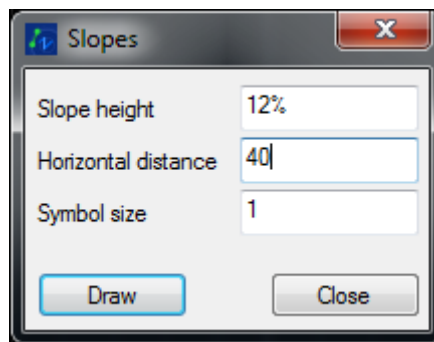 Slopes
Slope height 12%
Horizontal distance 40
Symbol size 1
Draw Close